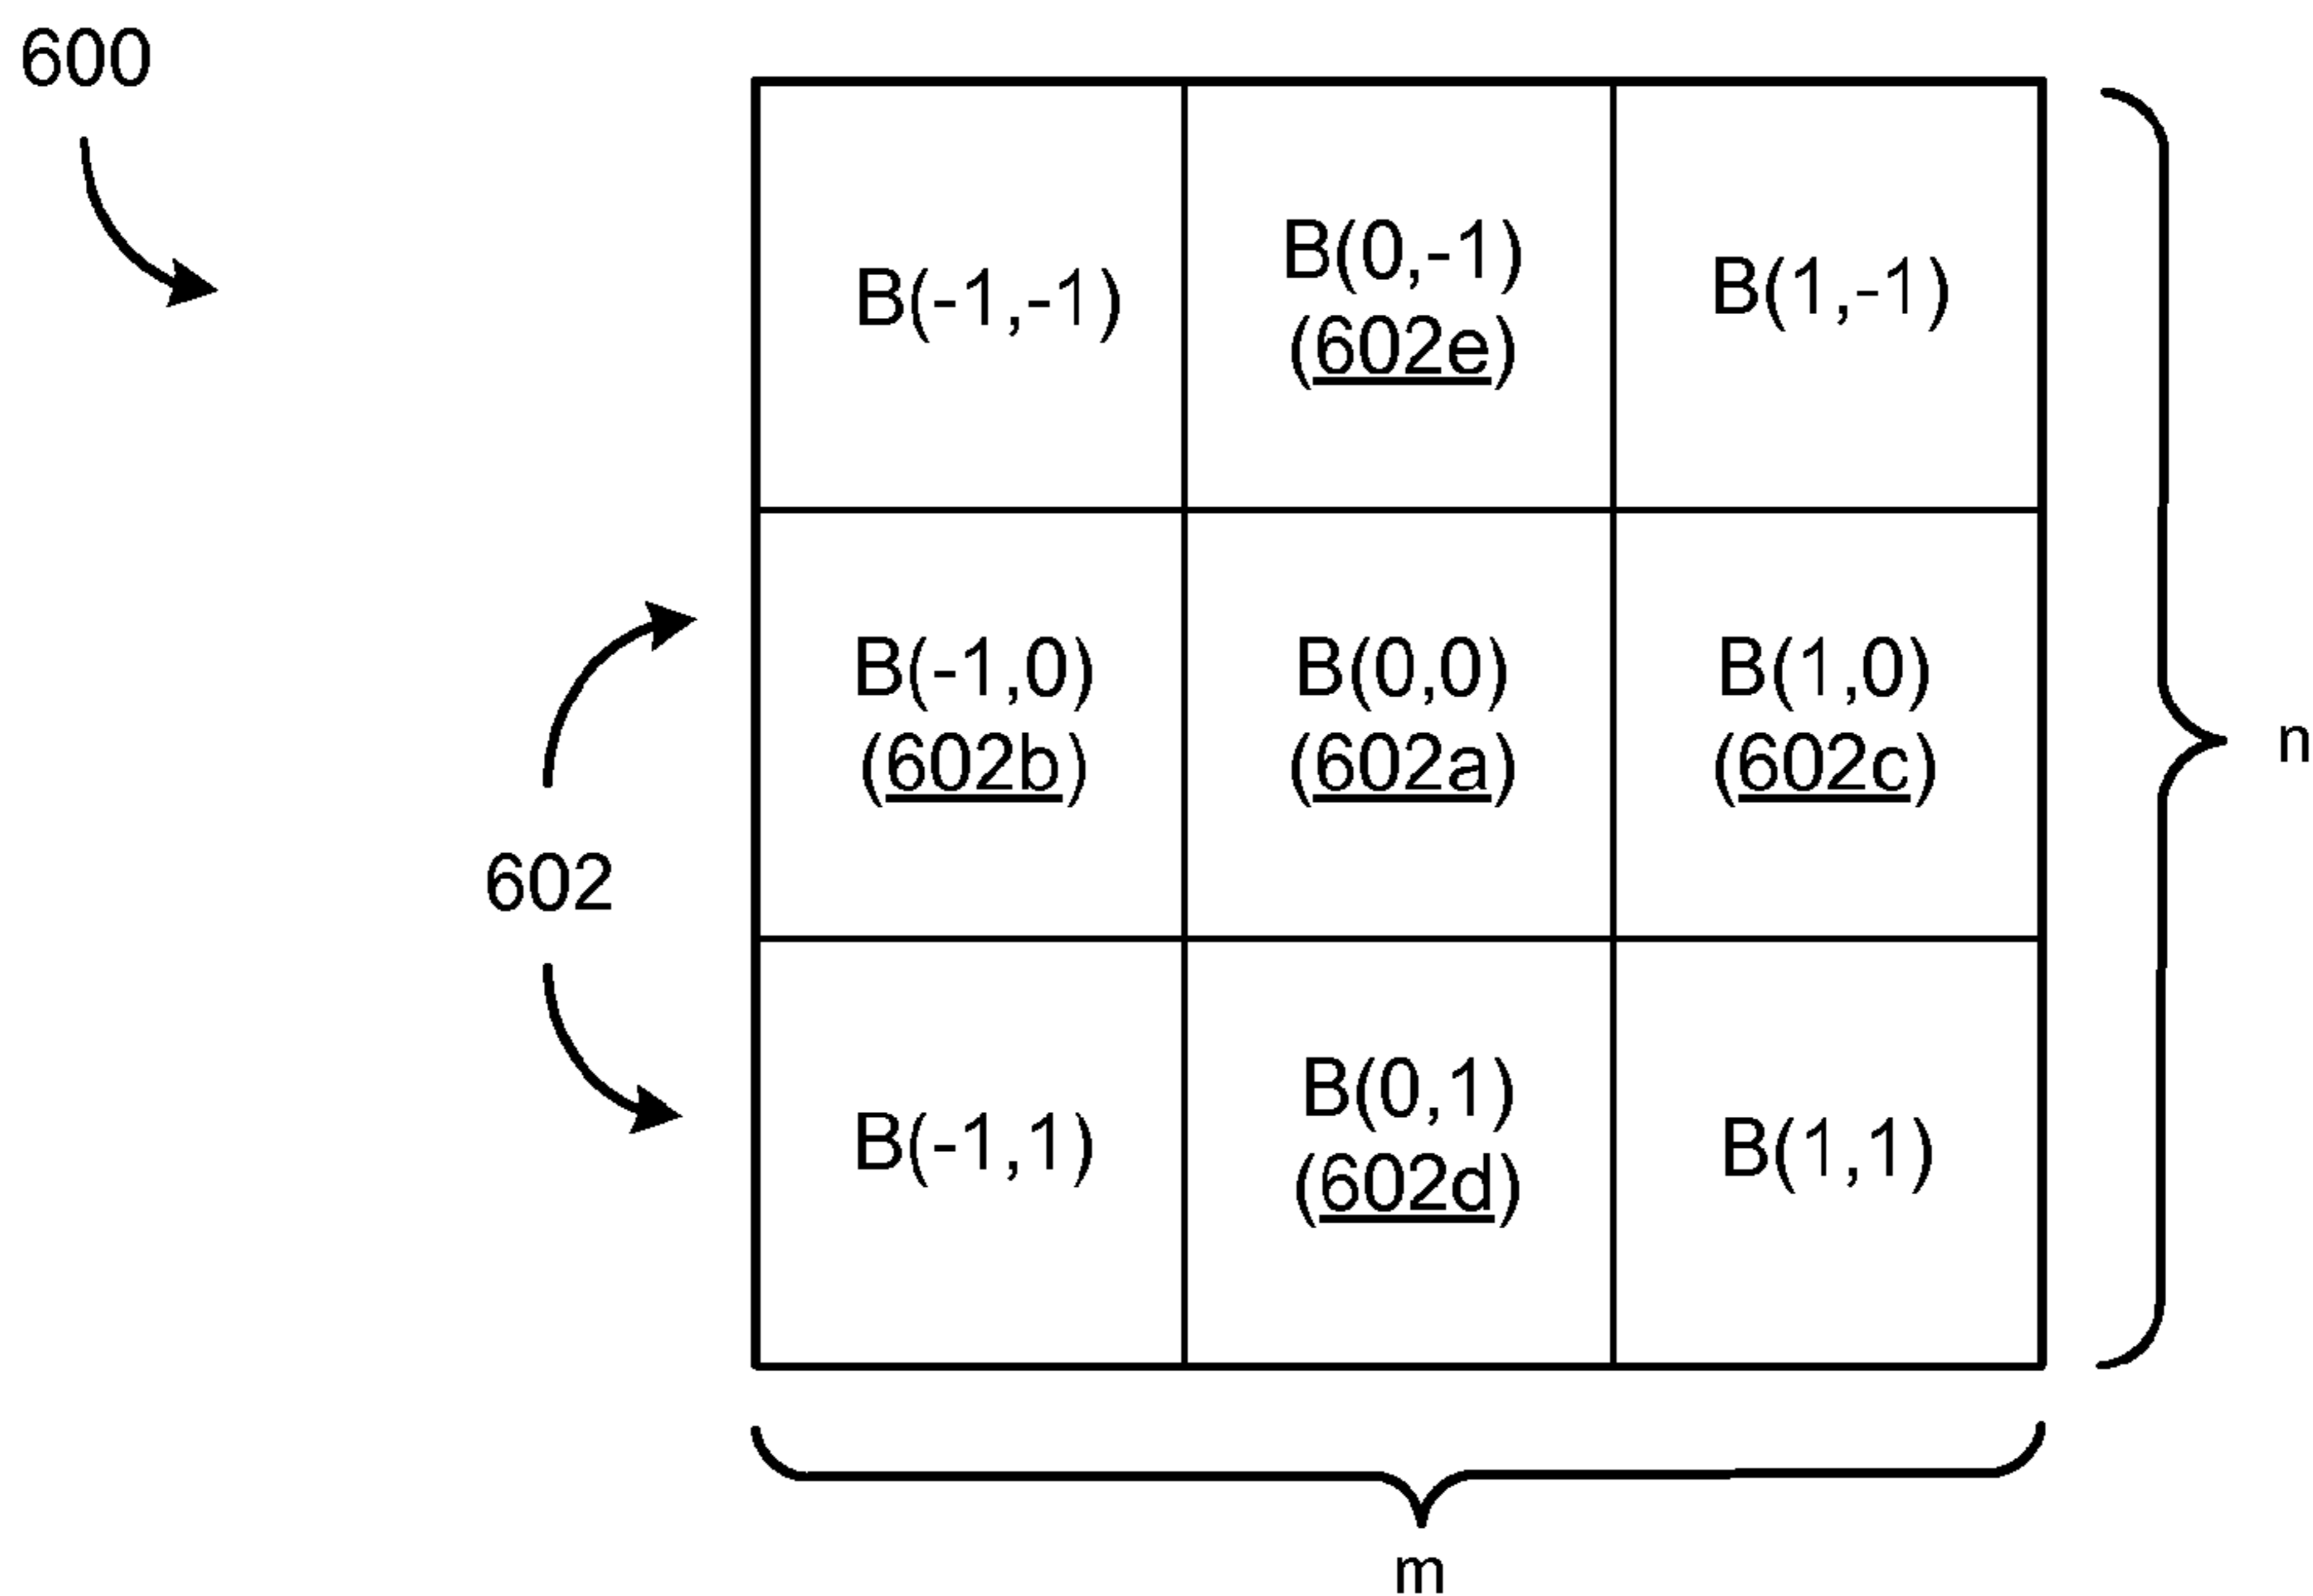 600
B(-1,-1)
B(0,-1)
(602e)
B(1,-1)
B(-1,0)
(602b)
B(0,0)
(602a)
B(1,0)
(602c)
n
602
B(-1,1)
B(0,1)
(602d)
B(1,1)
m